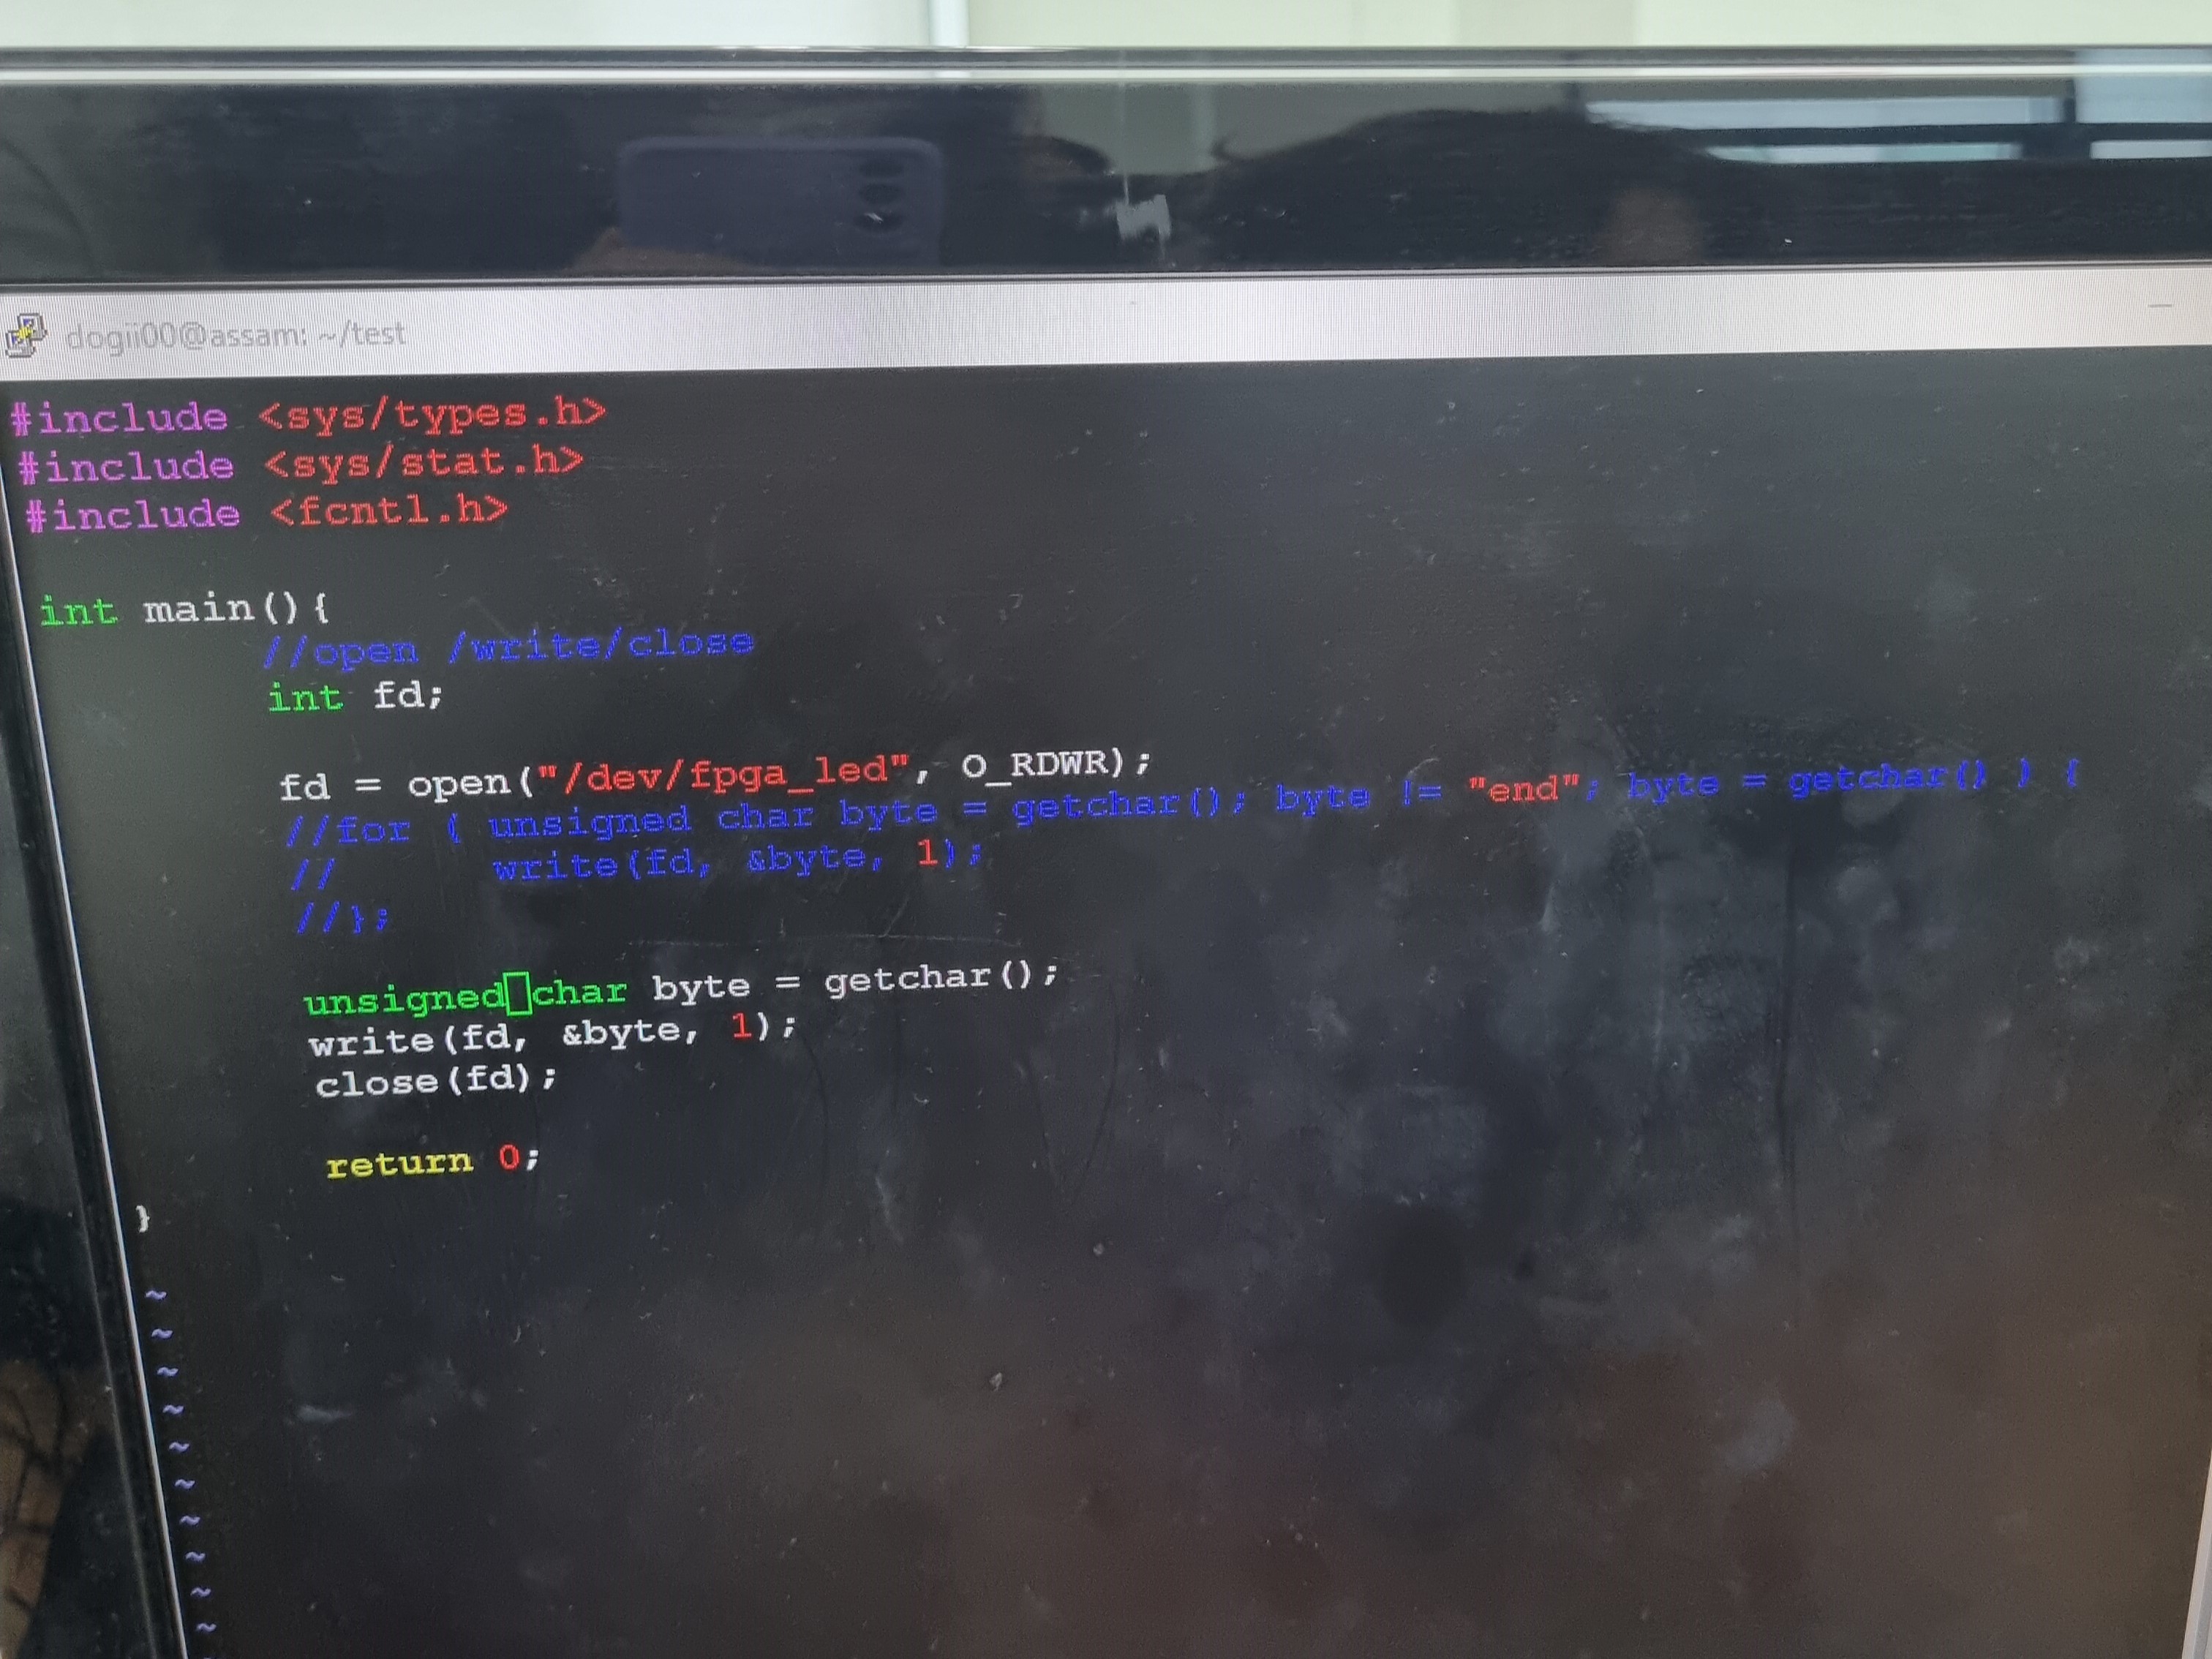 dogii00@assam: ~/test
#include <sys/types.h>
#include <sys/stat.h>
#include <fcntl.h>
int main(){
//open /write/close
int fd;
fd = open("/dev/fpga_led", O_RDWR);
//for ( unsigned char byte = getchar(); byte != "end"; byte = getchar() ) {
// write(fd, &byte, 1);
//};
unsigned char byte = getchar();
write(fd, &byte, 1);
close(fd);
return 0;
}
~
~
~
~
~
~
~
~
~
~